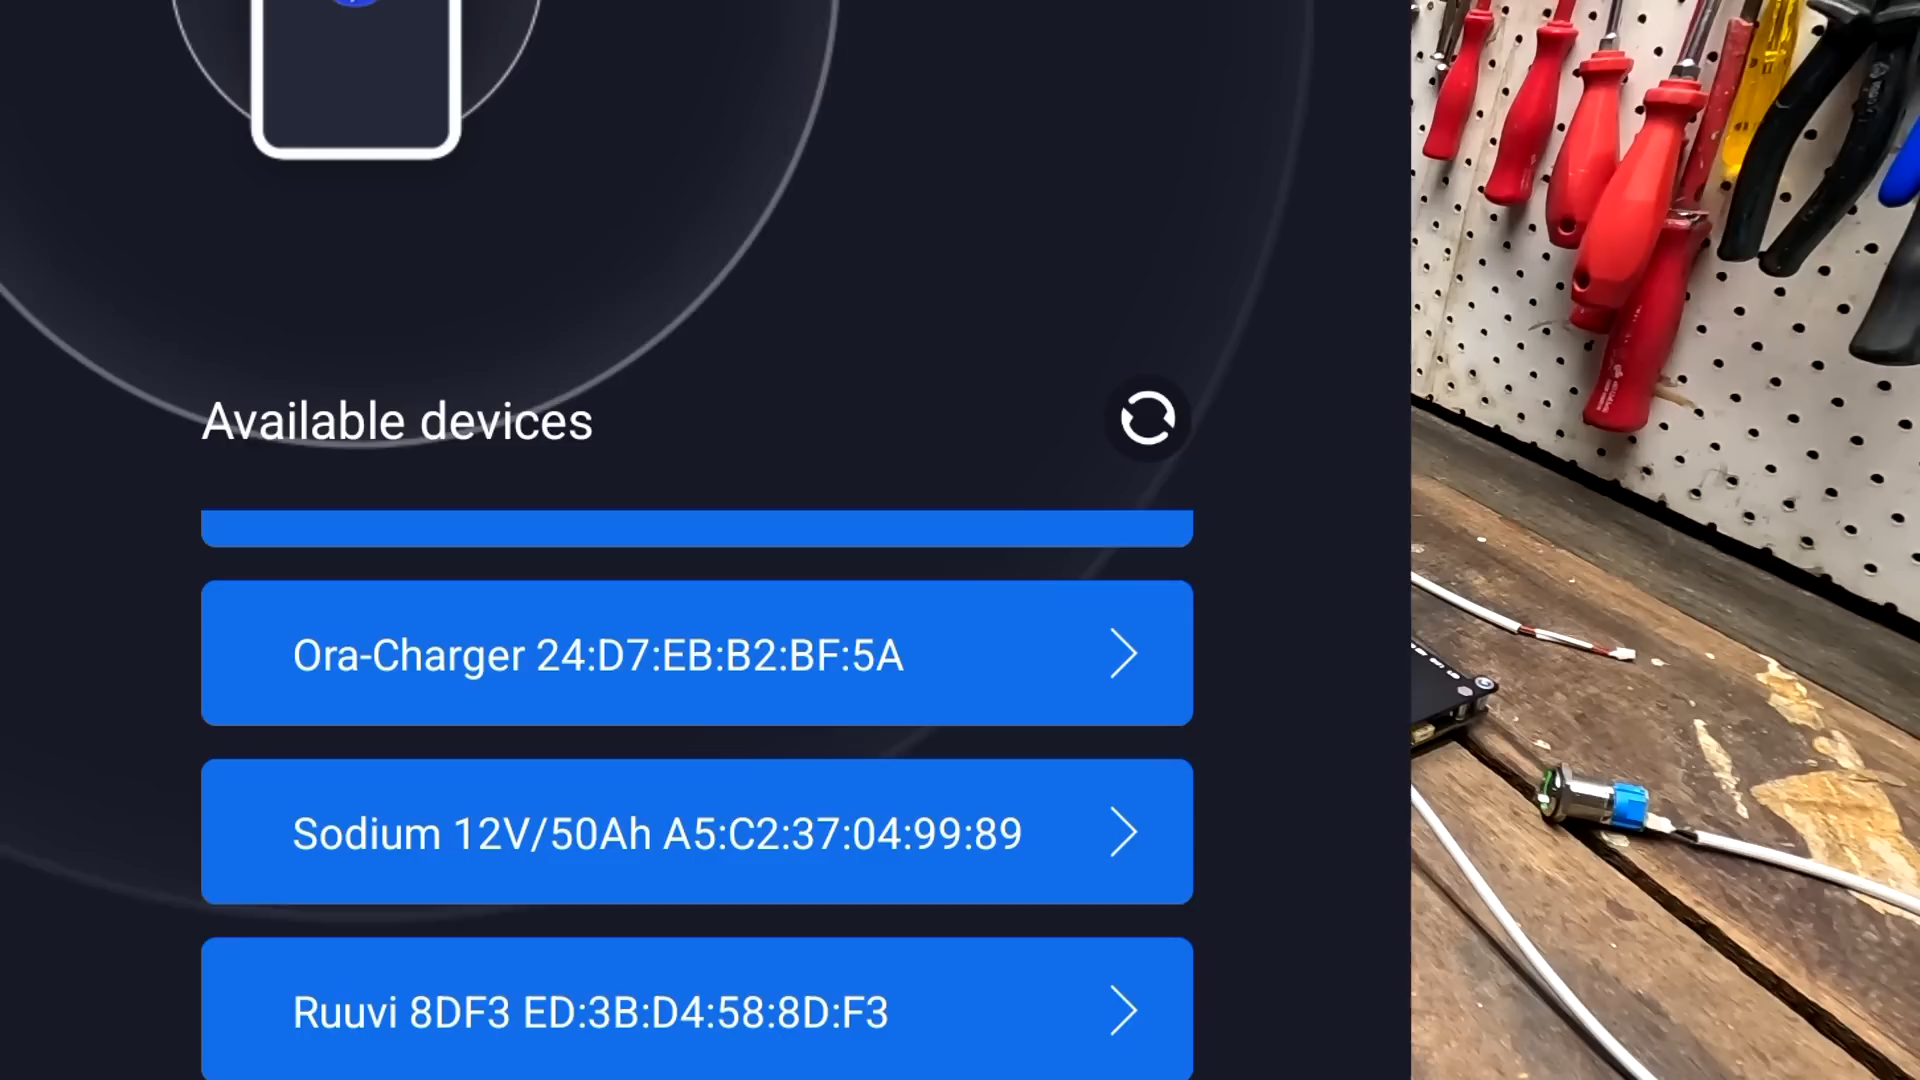 Available devices
Ora-Charger 24:D7:EB:B2:BF:5A
Sodium 12V/50Ah A5:C2:37:04:99:89
Ruuvi 8DF3 ED:3B:D4:58:8D:F3